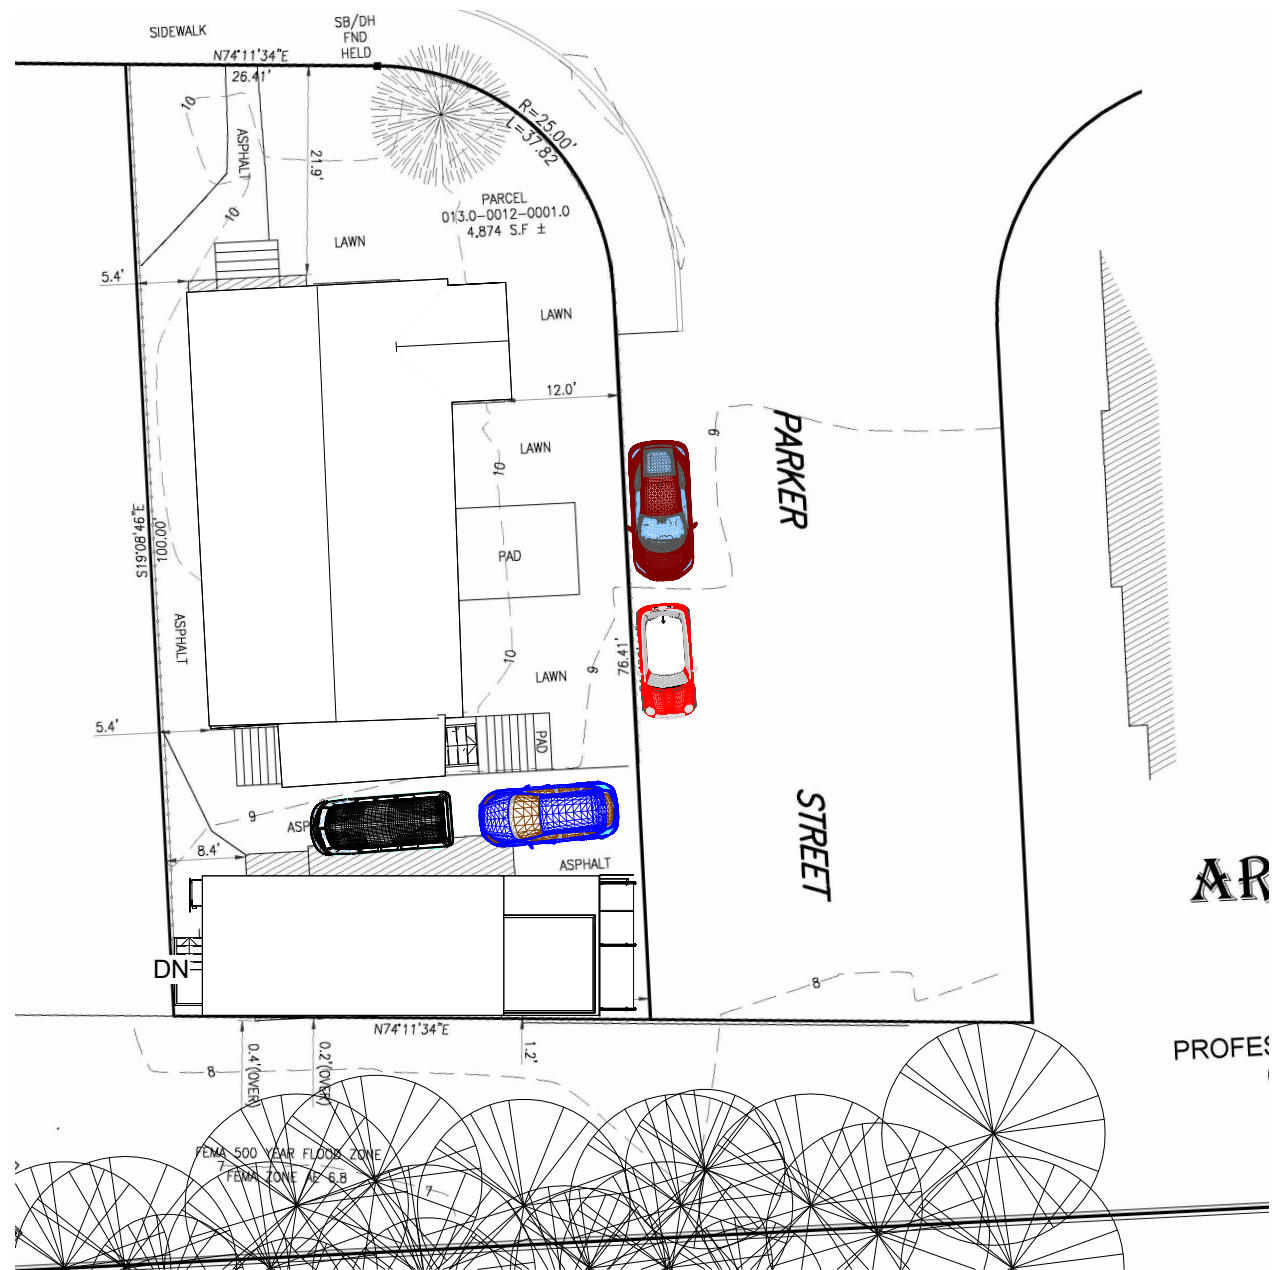 SIDEWALK
SB/DH
FND
HELD
N74°11'34"E
26.41'
10
ASPHALT
21.9'
R=25.00'
L=37.82
10
PARCEL
013.0-0012-0001.0
4,874 S.F ±
LAWN
5.4'
LAWN
12.0'
PARKER
9
LAWN
10
S19°08'46"E
100.00'
PAD
ASPHALT
10
9
76.41'
LAWN
5.4'
PAD
STREET
9
ASP
8.4'
ASPHALT
AR
DN
8
N74°11'34"E
0.4'(OVER)
0.2'(OVER)
1.2'
PROFES
8
FEMA 500 YEAR FLOOD ZONE
7
FEMA ZONE AE 6.8
7